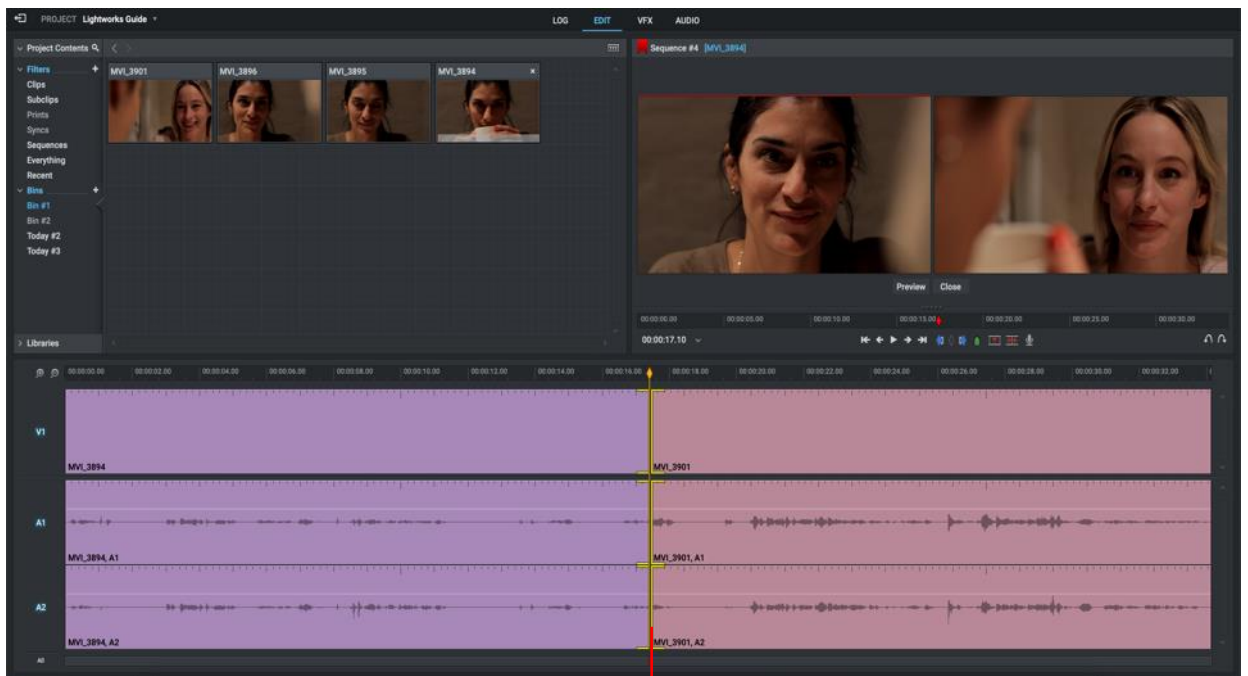 PROJECT Lightworks Guide
LOG EDIT VFX AUDIO
Project Contents
Filters +
Clips
Subclips
Prints
Syncs
Sequences
Everything
Recent
Bins +
Bin #1
Bin #2
Today #2
Today #3
Libraries
MVI_3901 MVI_3896 MVI_3895 MVI_3894 ×
Sequence #4 [MVI_3894]
Preview Close
00:00:00.00 00:00:05.00 00:00:10.00 00:00:15.00 00:00:20.00 00:00:25.00 00:00:30.00
00:00:17.10
00:00:00.00 00:00:02.00 00:00:04.00 00:00:06.00 00:00:08.00 00:00:10.00 00:00:12.00 00:00:14.00 00:00:16.00 00:00:18.00 00:00:20.00 00:00:22.00 00:00:24.00 00:00:26.00 00:00:28.00 00:00:30.00 00:00:32.00
V1
MVI_3894 MVI_3901
A1
MVI_3894, A1 MVI_3901, A1
A2
MVI_3894, A2 MVI_3901, A2